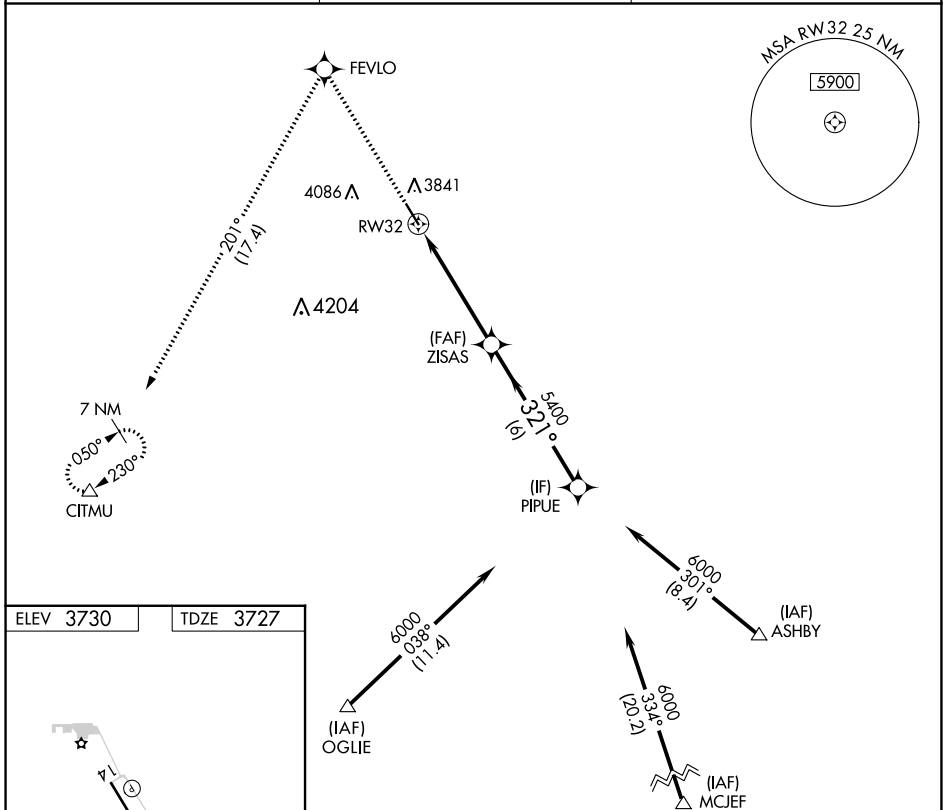 MSA RW32 25 NM
5900
FEVLO
4086
3841
RW32
201°
(17.4)
4204
(FAF)
ZISAS
5400
321°
(6)
7 NM
050°
230°
CITMU
(IF)
PIPUE
6000
301°
(8.4)
(IAF)
ASHBY
ELEV 3730
TDZE 3727
6000
038°
(11.4)
(IAF)
OGLIE
6000
334°
(20.2)
(IAF)
MCJEF
14
P